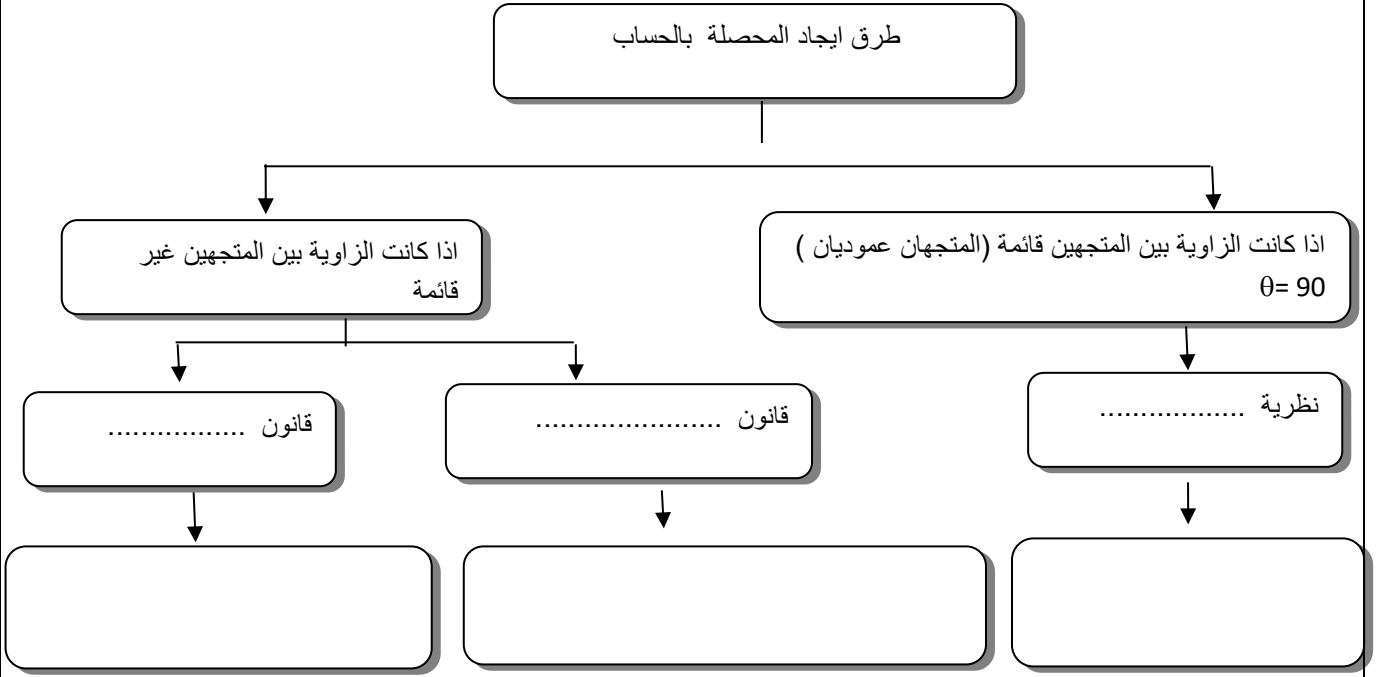 طرق ايجاد المحصلة بالحساب
اذا كانت الزاوية بين المتجهين قائمة (المتجهان عموديان )
θ= 90
اذا كانت الزاوية بين المتجهين غير
قائمة
نظرية ..................
قانون .......................
قانون .................